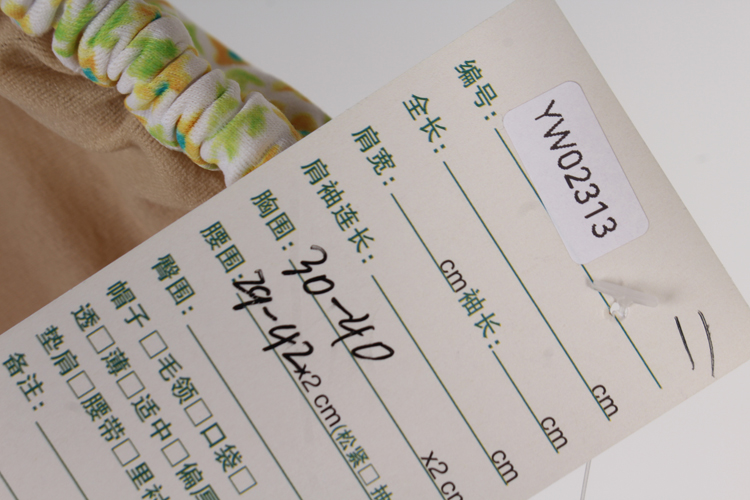 编号: YW02313
全长: cm
肩宽: cm 袖长: cm
肩袖连长: cm
胸围: 30-40 x2 cm
腰围: 29-42 x2 cm(松紧□
臀围:
帽子□毛领□口袋□
透□薄□适中□偏厚
垫肩□腰带□里衬
备注: